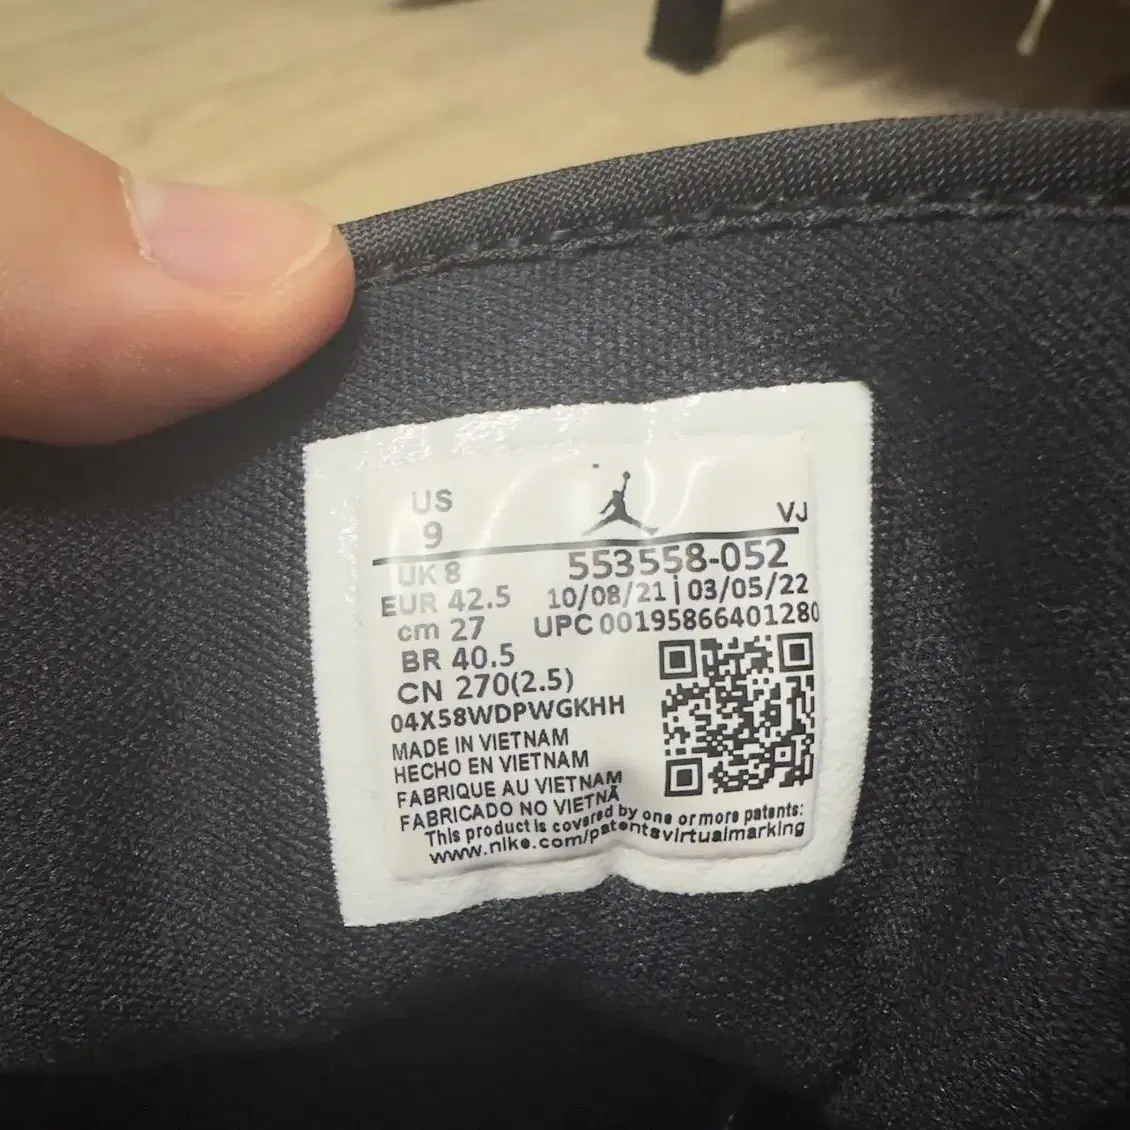 US
9
VJ
UK 8
553558-052
EUR 42.5
10/08/21 | 03/05/22
cm 27
UPC 00195866401280
BR 40.5
CN 270(2.5)
04X58WDPWGKHH
MADE IN VIETNAM
HECHO EN VIETNAM
FABRIQUE AU VIETNAM
FABRICADO NO VIETNÃ
This product is covered by one or more patents:
www.nike.com/patentsvirtualmarking